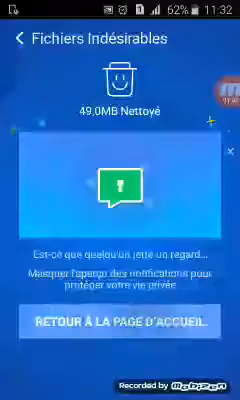 62% 11:32
Fichiers Indésirables
49,0MB Nettoyé
Est-ce que quelqu'un jette un regard...
Masquer l'aperçu des notifications pour
protéger votre vie privée
RETOUR À LA PAGE D'ACCUEIL
Recorded by Mobizen